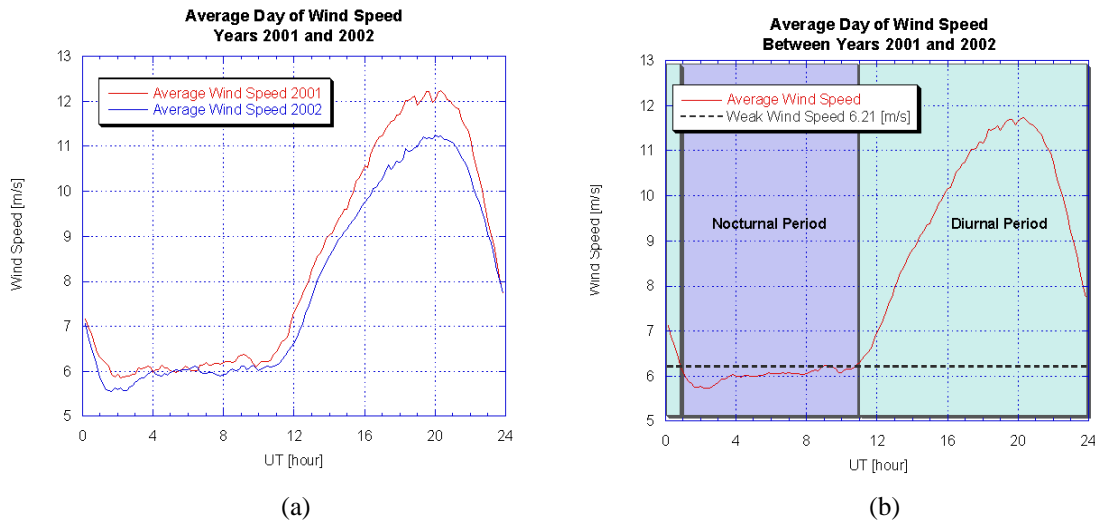 Average Day of Wind Speed
Years 2001 and 2002
13
12
11
10
9
8
7
6
5
Wind Speed [m/s]
Average Wind Speed 2001
Average Wind Speed 2002
0 4 8 12 16 20 24
UT [hour]
(a)
Average Day of Wind Speed
Between Years 2001 and 2002
13
12
11
10
9
8
7
6
5
Wind Speed [m/s]
Average Wind Speed
Weak Wind Speed 6.21 [m/s]
Nocturnal Period
Diurnal Period
0 4 8 12 16 20 24
UT [hour]
(b)